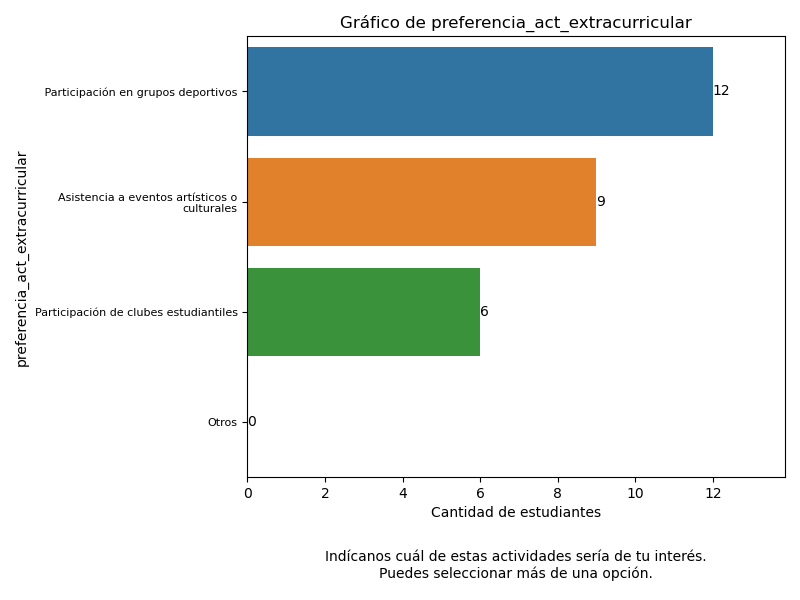 Gráfico de preferencia_act_extracurricular
preferencia_act_extracurricular
Participación en grupos deportivos
12
Asistencia a eventos artísticos o
culturales
9
Participación de clubes estudiantiles
6
Otros
0
0 2 4 6 8 10 12
Cantidad de estudiantes
Indícanos cuál de estas actividades sería de tu interés.
Puedes seleccionar más de una opción.